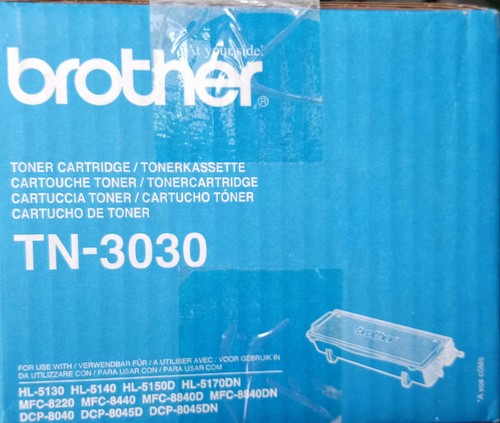 At your side.
brother®
TONER CARTRIDGE / TONERKASSETTE
CARTOUCHE TONER / TONERCARTRIDGE
CARTUCCIA TONER / CARTUCHO TÓNER
CARTUCHO DE TONER
TN-3030
FOR USE WITH / VERWENDBAR FÜR / A UTILISER AVEC / VOOR GEBRUIK IN
DA UTILIZZARE CON / PARA USAR CON / PARA USAR COM
HL-5130 HL-5140 HL-5150D HL-5170DN
MFC-8220 MFC-8440 MFC-8840D MFC-8840DN
DCP-8040 DCP-8045D DCP-8045DN
brother
"A vos côtés